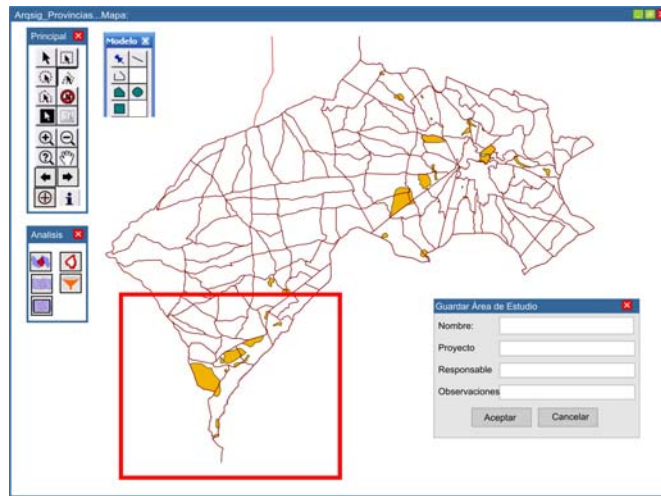 Arqsig_Provincias...Mapa:
Principal
Modelo
Analisis
Guardar Área de Estudio
Nombre:
Proyecto
Responsable
Observaciones
Aceptar
Cancelar